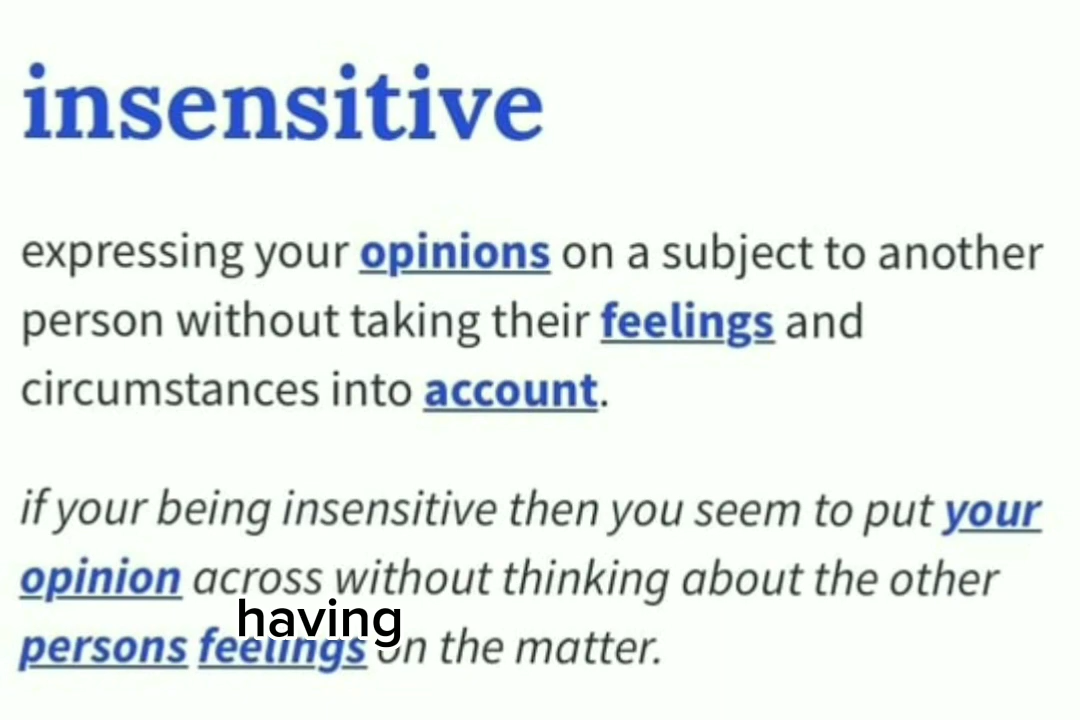 insensitive
expressing your opinions on a subject to another
person without taking their feelings and
circumstances into account.
if your being insensitive then you seem to put your
opinion across without thinking about the other
having
persons feelings on the matter.